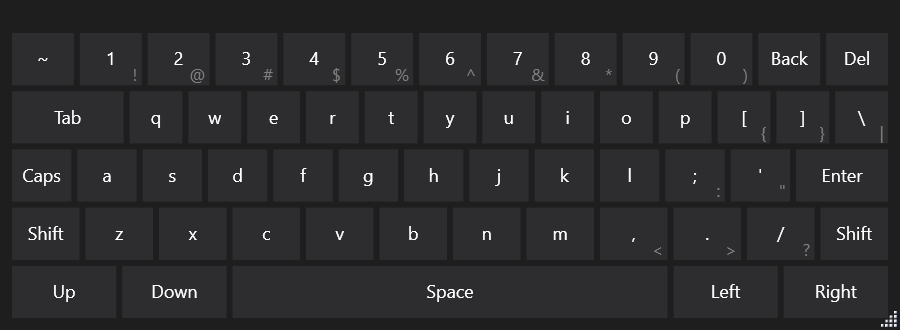 ~ 1 ! 2 @ 3 # 4 $ 5 % 6 ^ 7 & 8 * 9 ( 0 ) Back Del
Tab q w e r t y u i o p [ { ] } \ |
Caps a s d f g h j k l ; : ' " Enter
Shift z x c v b n m , < . > / ? Shift
Up Down Space Left Right